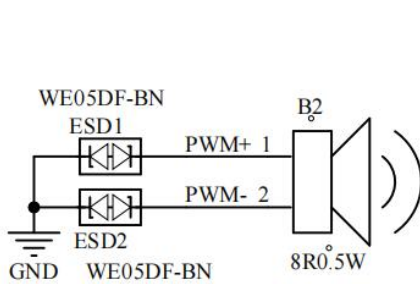 WE05DF-BN
ESD1
B2
PWM+ 1
PWM- 2
ESD2
GND
WE05DF-BN
8R0.5W